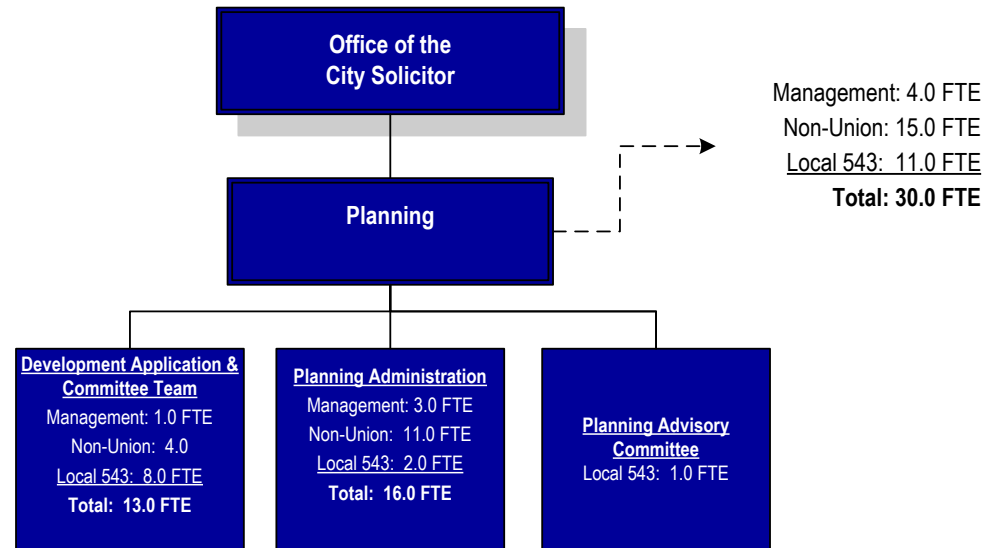 Office of the
City Solicitor
Management: 4.0 FTE
Non-Union: 15.0 FTE
Local 543: 11.0 FTE
Total: 30.0 FTE
Planning
Development Application &
Committee Team
Management: 1.0 FTE
Non-Union: 4.0
Local 543: 8.0 FTE
Total: 13.0 FTE
Planning Administration
Management: 3.0 FTE
Non-Union: 11.0 FTE
Local 543: 2.0 FTE
Total: 16.0 FTE
Planning Advisory
Committee
Local 543: 1.0 FTE